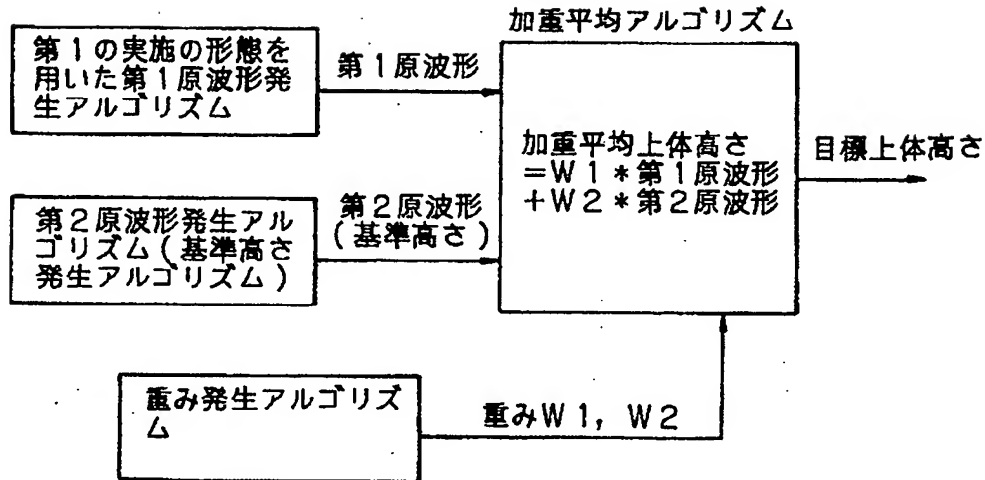 加重平均アルゴリズム
第1の実施の形態を
用いた第1原波形発
生アルゴリズム
第1原波形
加重平均上体高さ
=W1*第1原波形
+W2*第2原波形
目標上体高さ
第2原波形発生アル
ゴリズム(基準高さ
発生アルゴリズム)
第2原波形
(基準高さ)
重み発生アルゴリズ
ム
重みW1, W2